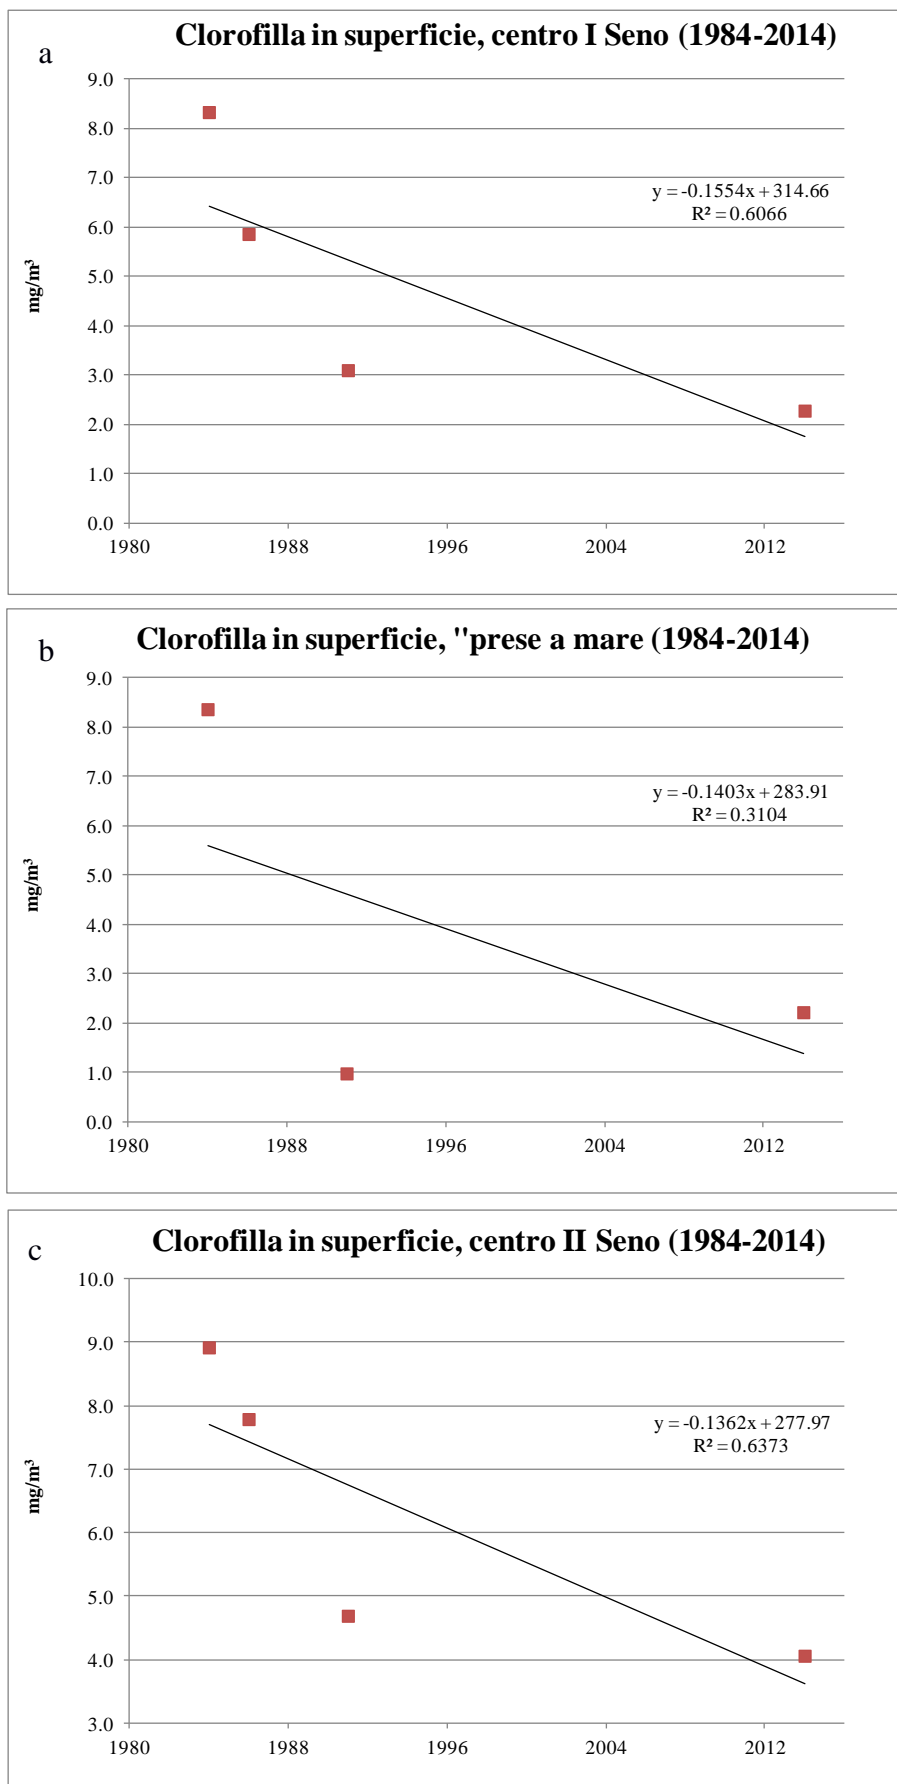 a
Clorofilla in superficie, centro I Seno (1984-2014)
9.0
8.0
7.0
6.0
5.0
4.0
3.0
2.0
1.0
0.0
mg/m³
y = -0.1554x + 314.66
R² = 0.6066
1980 1988 1996 2004 2012
b
Clorofilla in superficie, "prese a mare (1984-2014)
9.0
8.0
7.0
6.0
5.0
4.0
3.0
2.0
1.0
0.0
mg/m³
y = -0.1403x + 283.91
R² = 0.3104
1980 1988 1996 2004 2012
c
Clorofilla in superficie, centro II Seno (1984-2014)
10.0
9.0
8.0
7.0
6.0
5.0
4.0
3.0
mg/m³
y = -0.1362x + 277.97
R² = 0.6373
1980 1988 1996 2004 2012